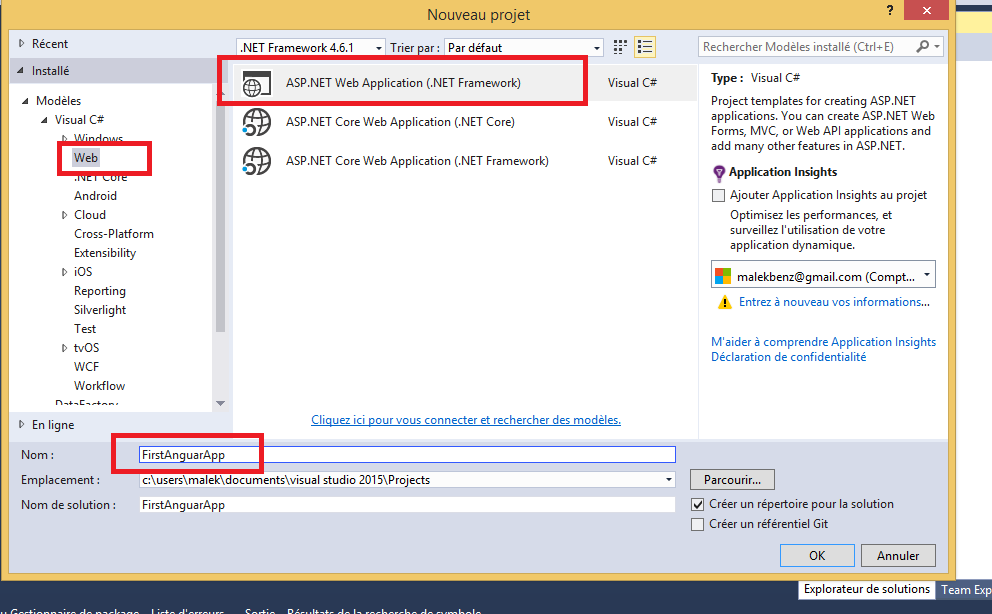 Nouveau projet
?
Récent
Installé
Modèles
Visual C#
Windows
Web
.NET Core
Android
Cloud
Cross-Platform
Extensibility
iOS
Reporting
Silverlight
Test
tvOS
WCF
Workflow
DataFactory
En ligne
.NET Framework 4.6.1
Trier par :
Par défaut
ASP.NET Web Application (.NET Framework)
Visual C#
ASP.NET Core Web Application (.NET Core)
Visual C#
ASP.NET Core Web Application (.NET Framework)
Visual C#
Cliquez ici pour vous connecter et rechercher des modèles.
Rechercher Modèles installé (Ctrl+E)
Type : Visual C#
Project templates for creating ASP.NET
applications. You can create ASP.NET Web
Forms, MVC, or Web API applications and
add many other features in ASP.NET.
Application Insights
Ajouter Application Insights au projet
Optimisez les performances, et
surveillez l'utilisation de votre
application dynamique.
malekbenz@gmail.com (Compt...
Entrez à nouveau vos informations...
M'aider à comprendre Application Insights
Déclaration de confidentialité
Nom :
FirstAnguarApp
Emplacement :
c:\users\malek\documents\visual studio 2015\Projects
Parcourir...
Nom de solution :
FirstAnguarApp
Créer un répertoire pour la solution
Créer un référentiel Git
OK
Annuler
Explorateur de solutions
Team Exp
u Gestionnaire de package
Liste d'erreurs
...
Sortie
Résultats de la recherche de symbole